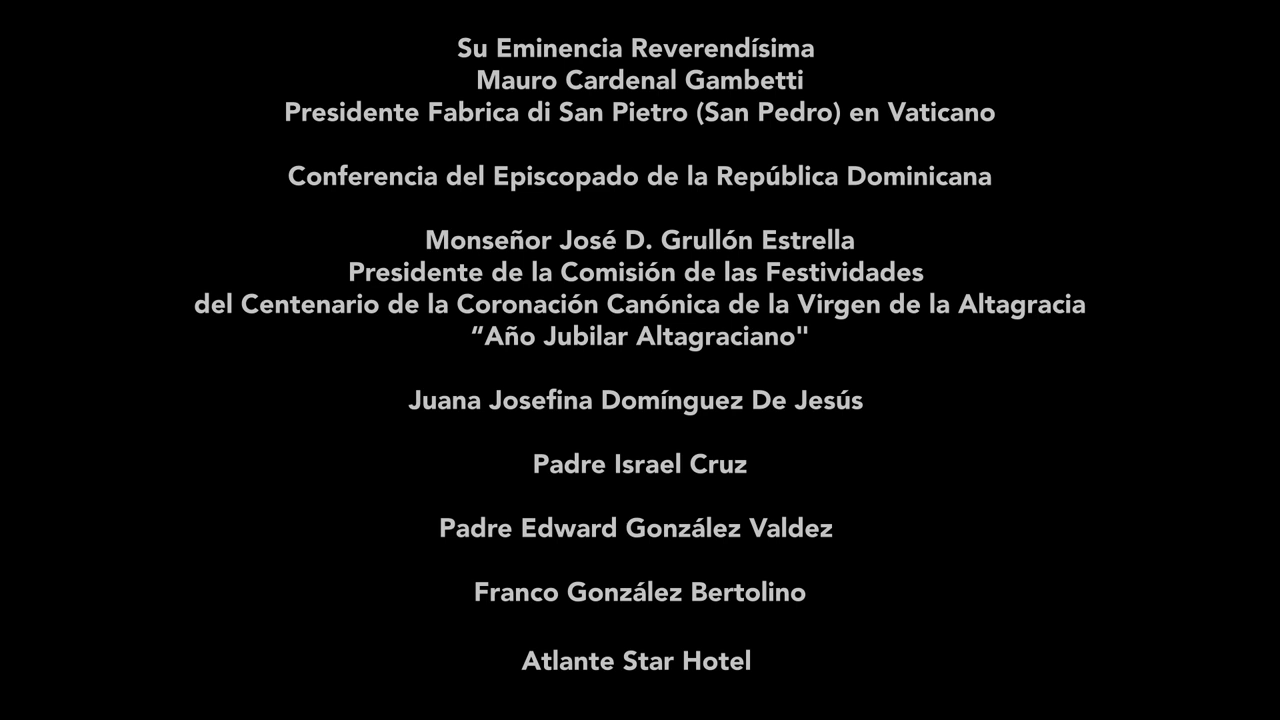 Su Eminencia Reverendísima
Mauro Cardenal Gambetti
Presidente Fabrica di San Pietro (San Pedro) en Vaticano
Conferencia del Episcopado de la República Dominicana
Monseñor José D. Grullón Estrella
Presidente de la Comisión de las Festividades
del Centenario de la Coronación Canónica de la Virgen de la Altagracia
“Año Jubilar Altagraciano"
Juana Josefina Domínguez De Jesús
Padre Israel Cruz
Padre Edward González Valdez
Franco González Bertolino
Atlante Star Hotel